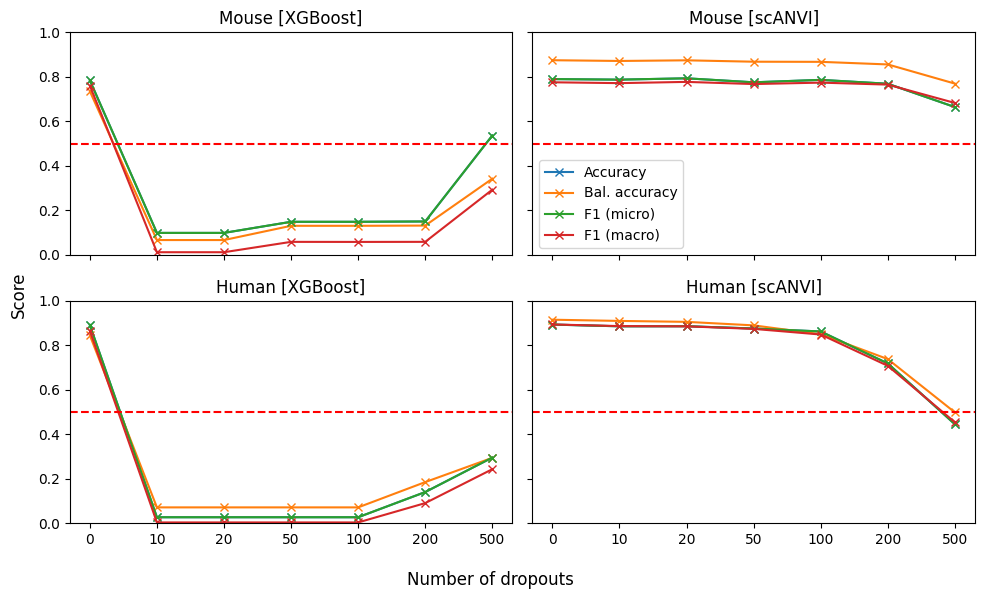 Mouse [XGBoost]
Mouse [scANVI]
1.0
0.8
0.6
0.4
0.2
0.0
Accuracy
Bal. accuracy
F1 (micro)
F1 (macro)
Score
Human [XGBoost]
Human [scANVI]
1.0
0.8
0.6
0.4
0.2
0.0
0 10 20 50 100 200 500
0 10 20 50 100 200 500
Number of dropouts